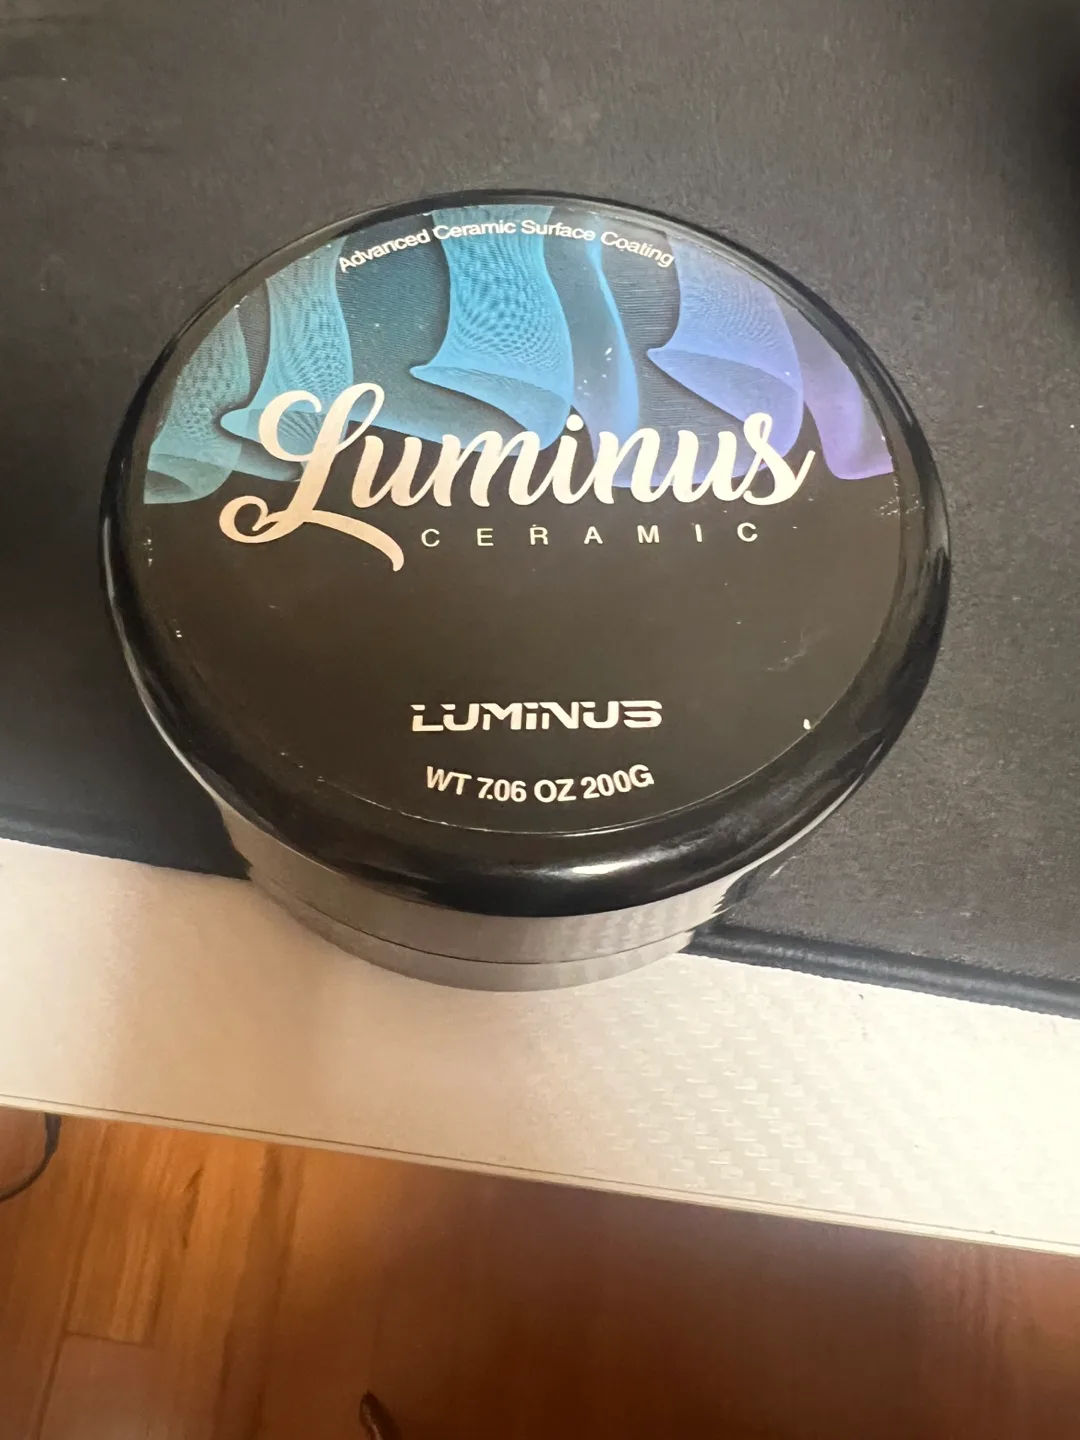 Advanced Ceramic Surface Coating
Luminus
CERAMIC
LUMINUS
WT 7.06 OZ 200G